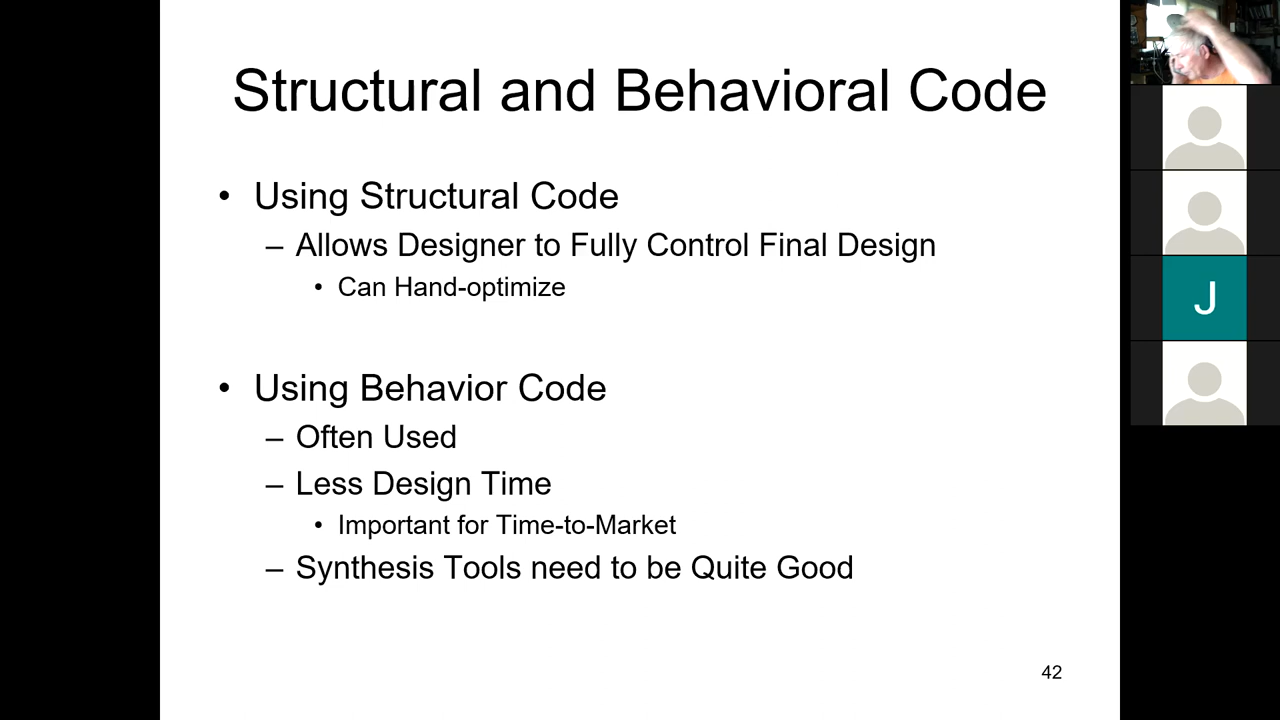 Structural and Behavioral Code
• Using Structural Code
– Allows Designer to Fully Control Final Design
• Can Hand-optimize
• Using Behavior Code
– Often Used
– Less Design Time
• Important for Time-to-Market
– Synthesis Tools need to be Quite Good
42
J